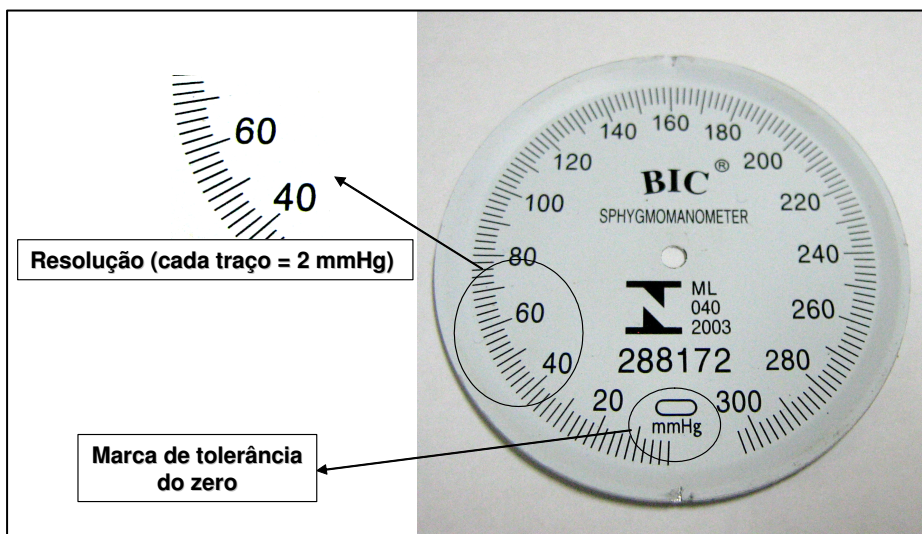 60
40
Resolução (cada traço = 2 mmHg)
Marca de tolerância
do zero
160
140
180
120
200
BIC ®
100
220
SPHYGMOMANOMETER
80
240
ML
040
2003
60
260
288172
40
280
20
300
mmHg